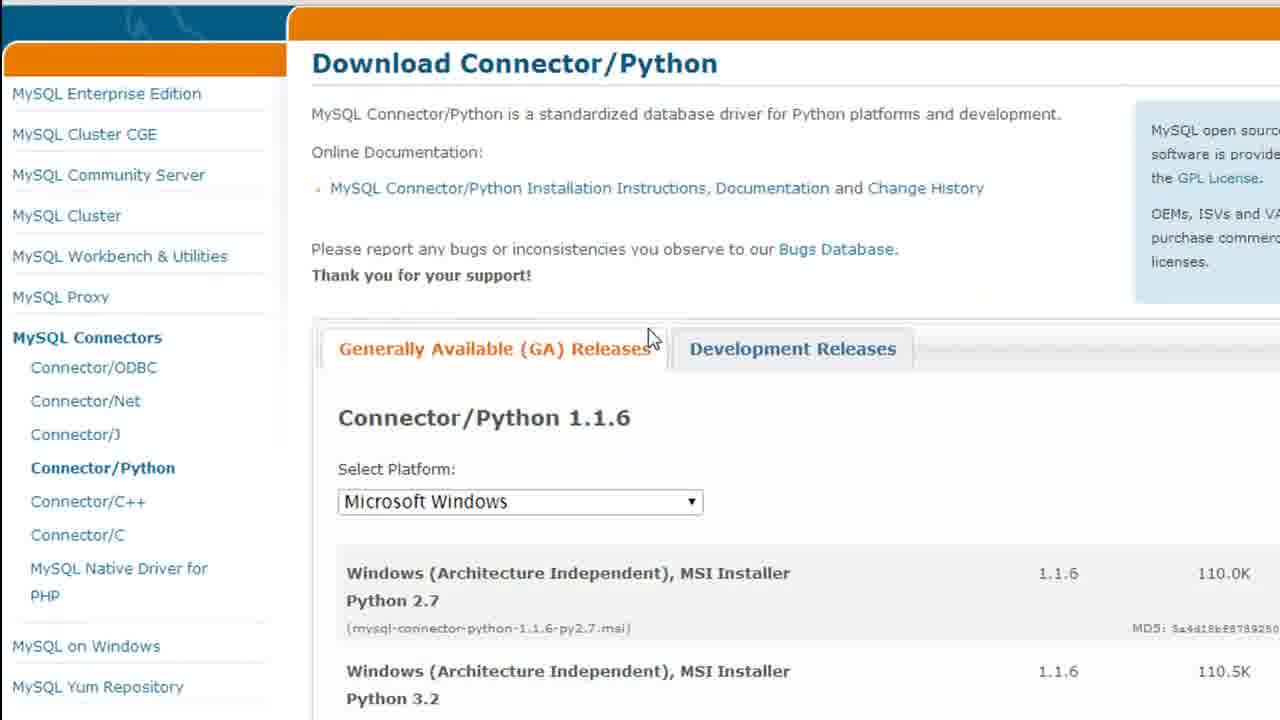 MySQL Enterprise Edition
MySQL Cluster CGE
MySQL Community Server
MySQL Cluster
MySQL Workbench & Utilities
MySQL Proxy
MySQL Connectors
Connector/ODBC
Connector/Net
Connector/J
Connector/Python
Connector/C++
Connector/C
MySQL Native Driver for
PHP
MySQL on Windows
MySQL Yum Repository
Download Connector/Python
MySQL Connector/Python is a standardized database driver for Python platforms and development.
Online Documentation:
MySQL Connector/Python Installation Instructions, Documentation and Change History
Please report any bugs or inconsistencies you observe to our Bugs Database.
Thank you for your support!
MySQL open source
software is provide
the GPL License.
OEMs, ISVs and VA
purchase commerc
licenses.
Generally Available (GA) Releases
Development Releases
Connector/Python 1.1.6
Select Platform:
Microsoft Windows
Windows (Architecture Independent), MSI Installer 1.1.6 110.0K
Python 2.7
(mysql-connector-python-1.1.6-py2.7.msi) MD5:
Windows (Architecture Independent), MSI Installer 1.1.6 110.5K
Python 3.2